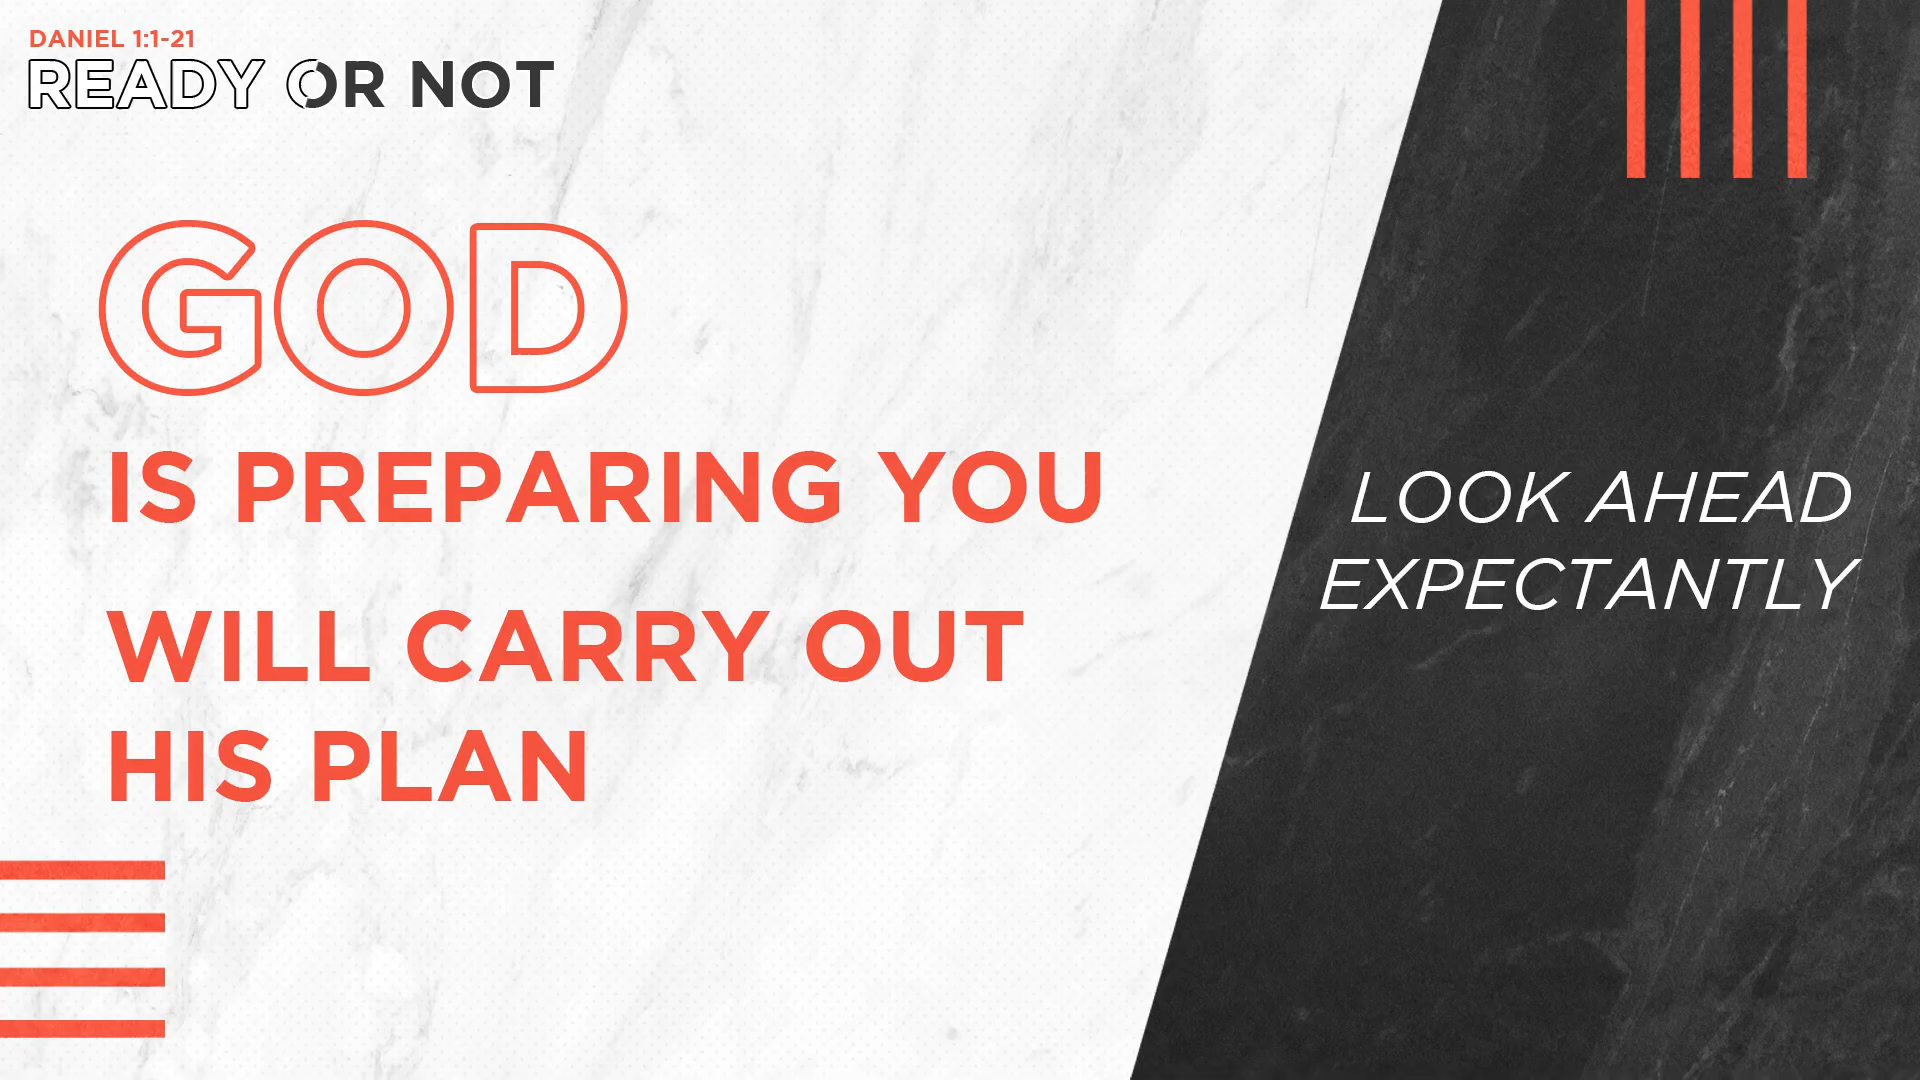 DANIEL 1:1-21
READY OR NOT
GOD
IS PREPARING YOU
WILL CARRY OUT
HIS PLAN
LOOK AHEAD
EXPECTANTLY